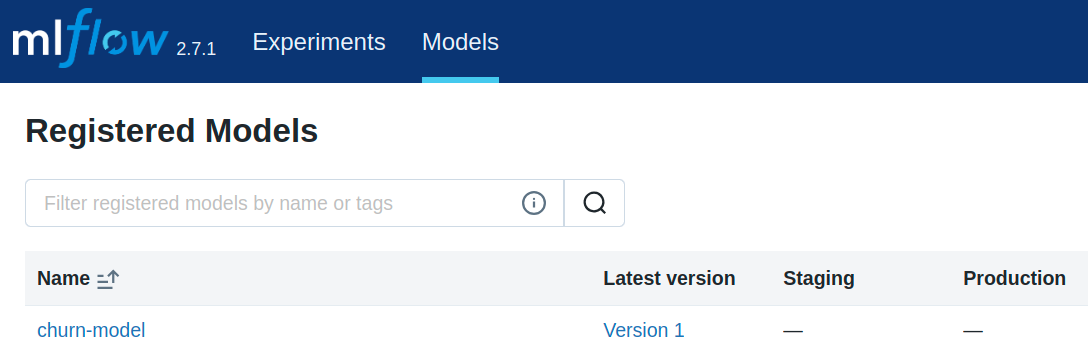 mlflow 2.7.1 Experiments Models
Registered Models
Filter registered models by name or tags
Name Latest version Staging Production
churn-model Version 1 — —